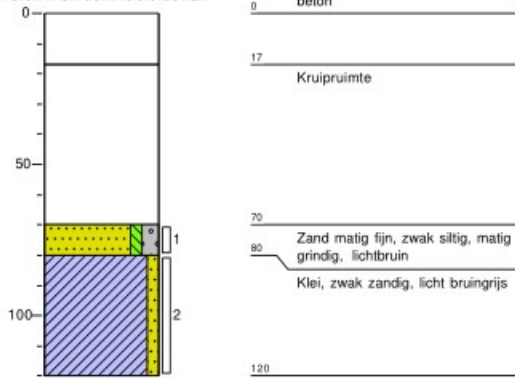 beton
0
0
17
Kruipruimte
50
70
Zand matig fijn, zwak siltig, matig
1
80
grindig, lichtbruin
Klei, zwak zandig, licht bruingrijs
100
2
120